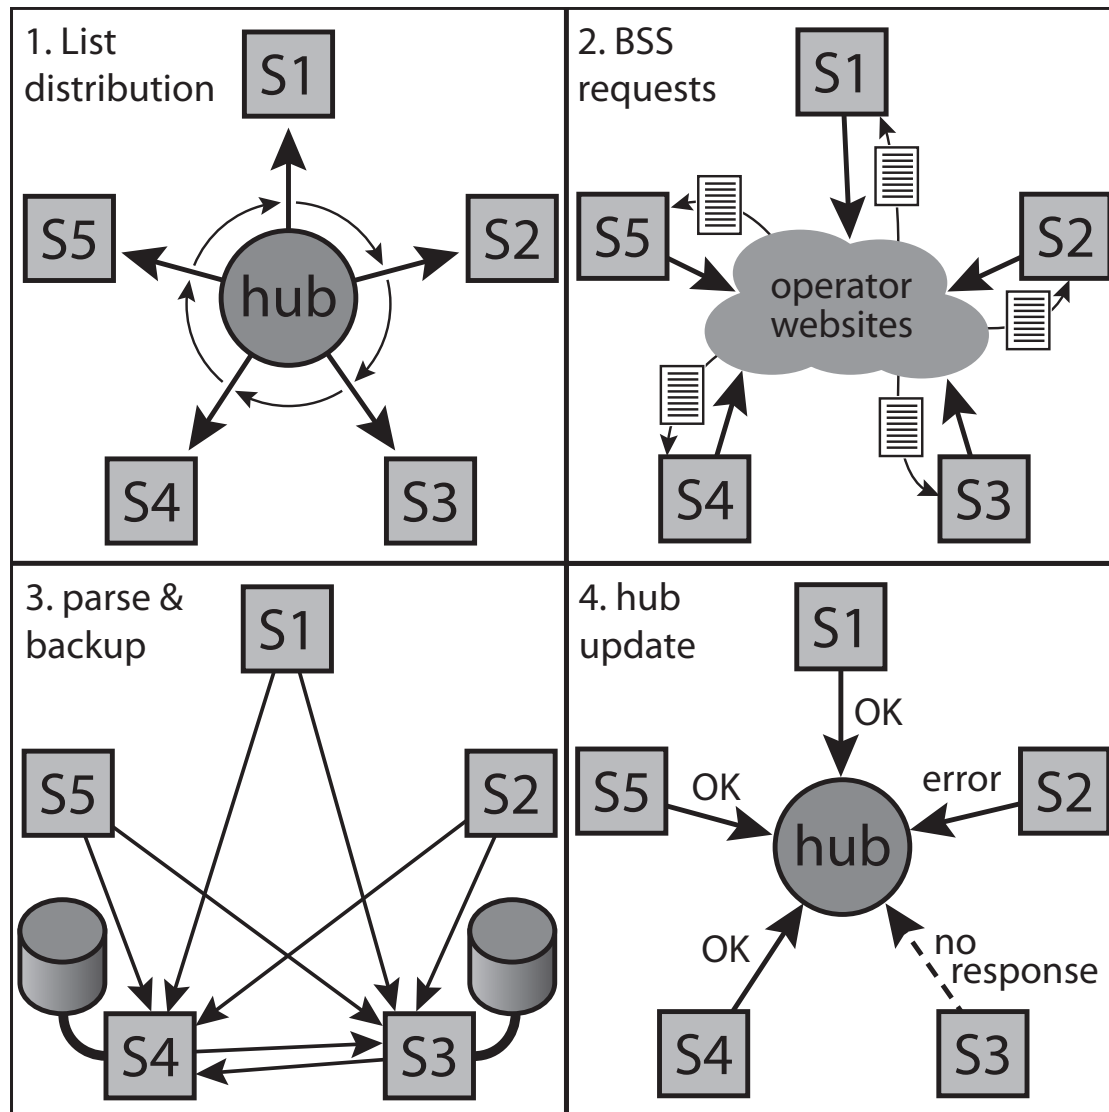 1. List
distribution
S1
S5
S2
hub
S4
S3
2. BSS
requests
S1
S5
S2
operator
websites
S4
S3
3. parse &
backup
S1
S5
S2
S4
S3
4. hub
update
S1
OK
S5
OK
error
S2
hub
OK
no
response
S4
S3